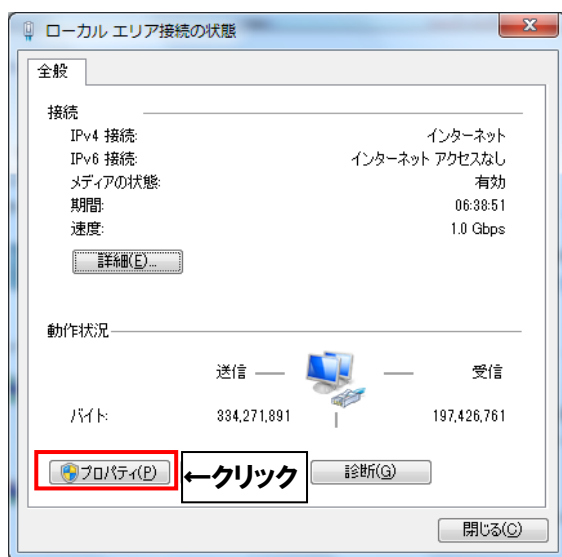 ローカル エリア接続の状態
全般
接続
IPv4 接続: インターネット
IPv6 接続: インターネット アクセスなし
メディアの状態: 有効
期間: 06:38:51
速度: 1.0 Gbps
詳細(E)...
動作状況
送信 受信
バイト: 334,271,891 197,426,761
プロパティ(P) ←クリック 診断(G)
閉じる(C)